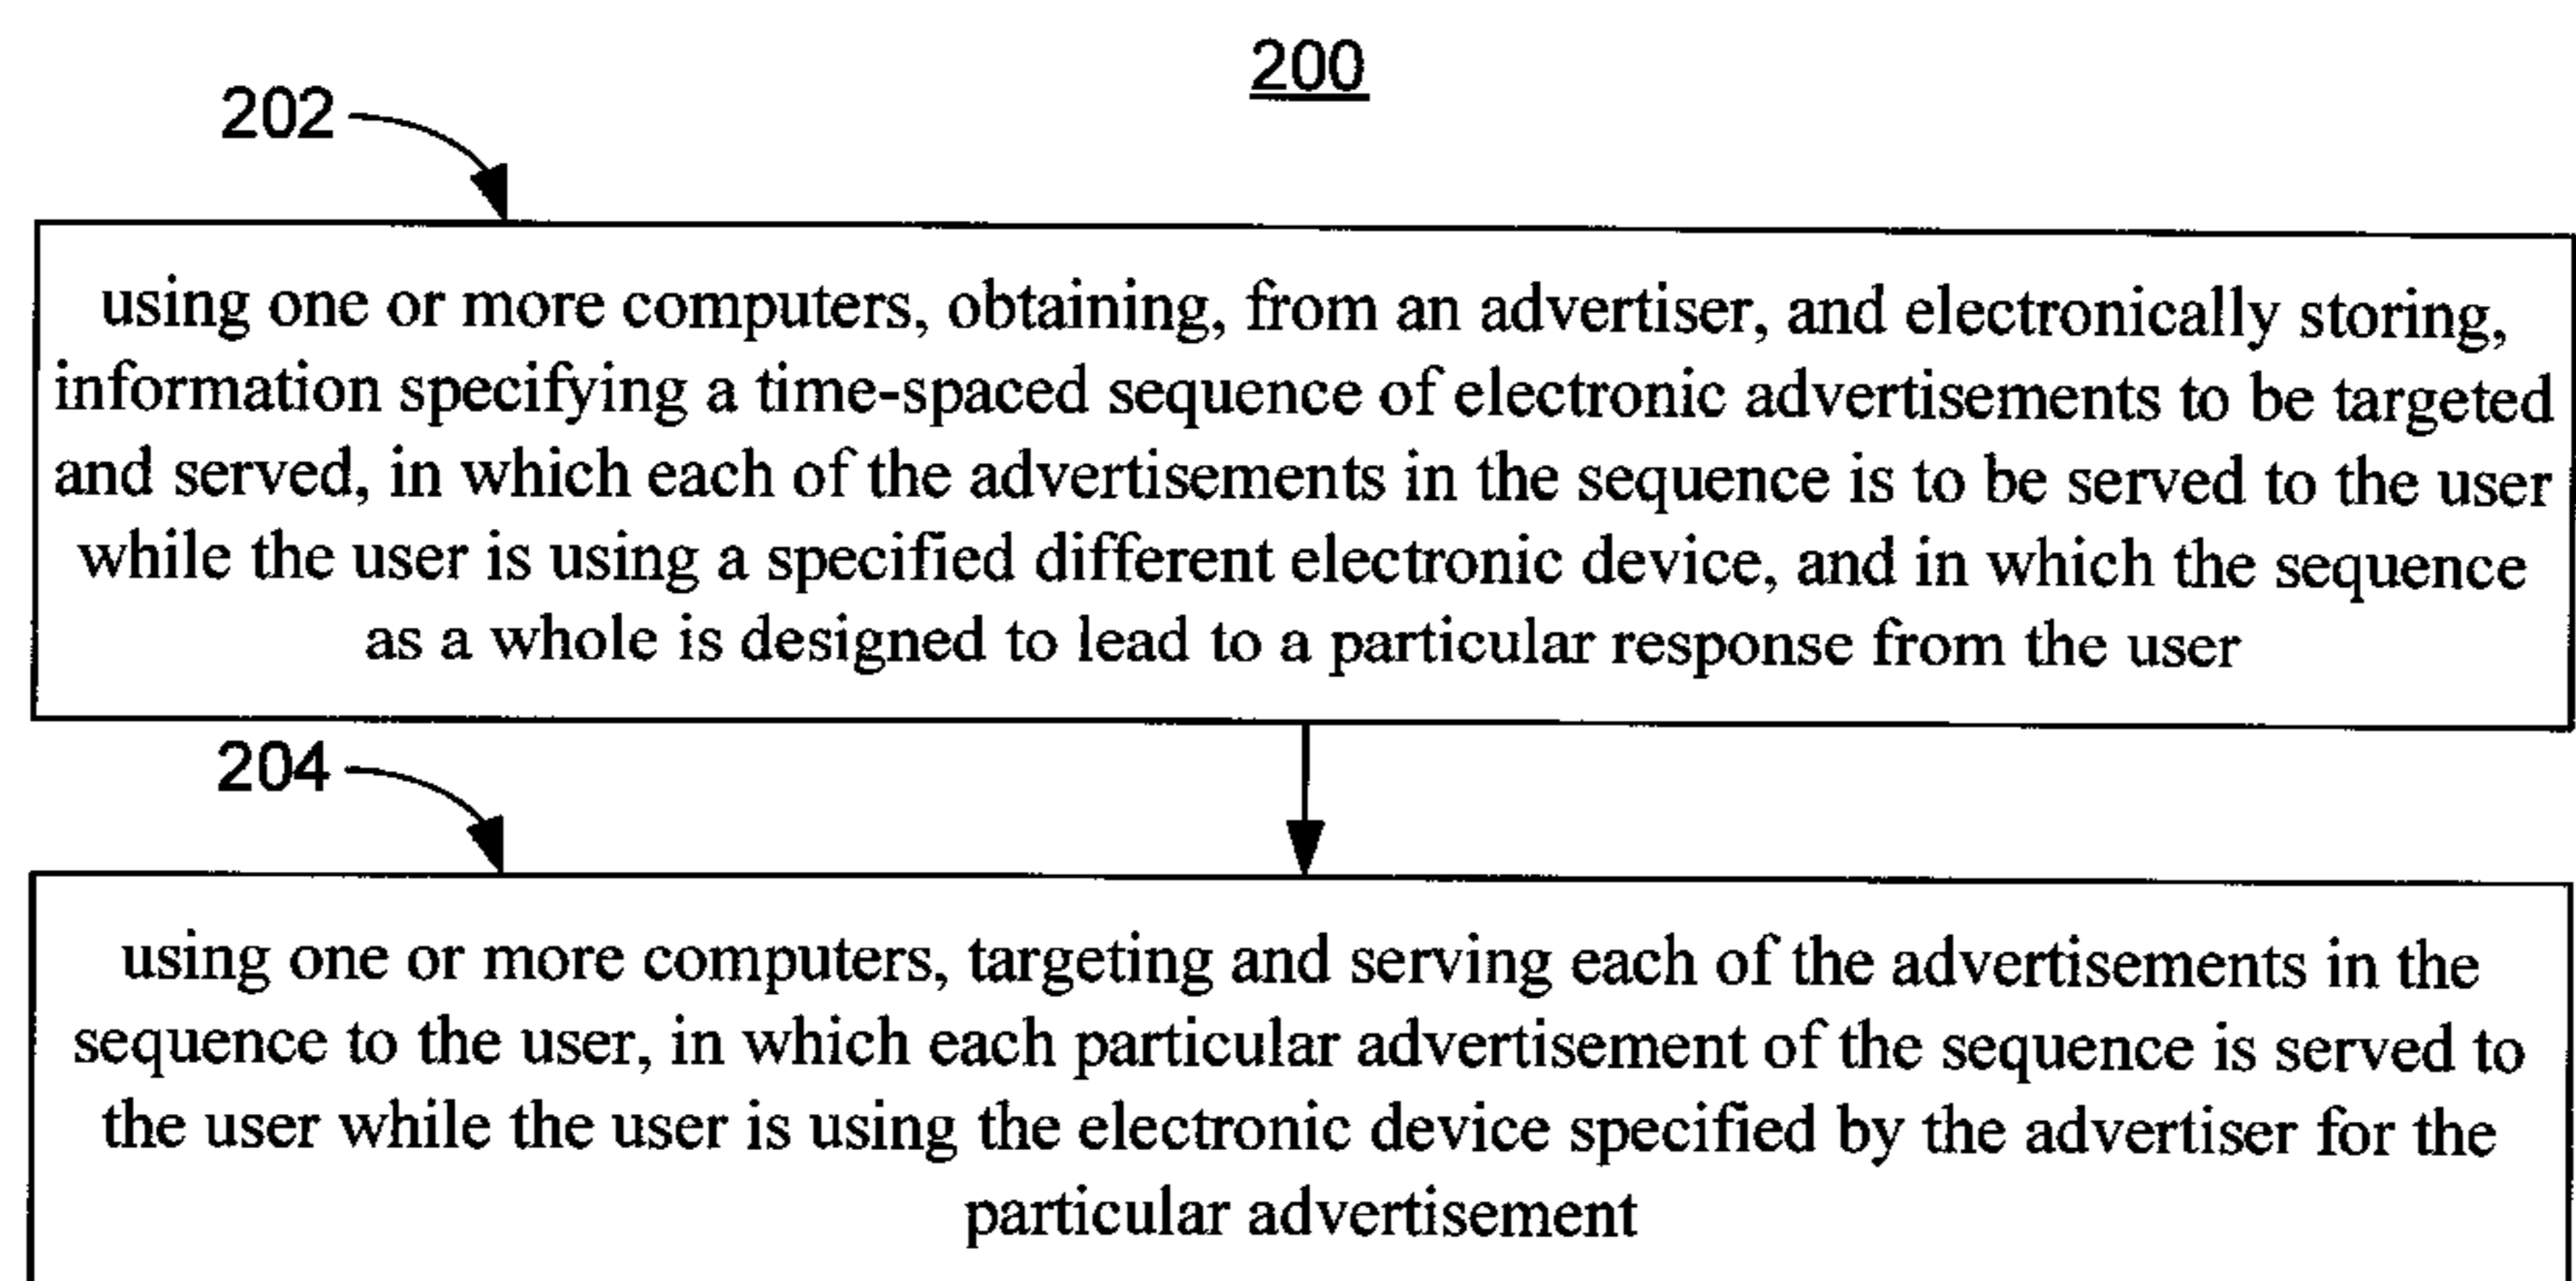 200
202
using one or more computers, obtaining, from an advertiser, and electronically storing,
information specifying a time-spaced sequence of electronic advertisements to be targeted
and served, in which each of the advertisements in the sequence is to be served to the user
while the user is using a specified different electronic device, and in which the sequence
as a whole is designed to lead to a particular response from the user
204
using one or more computers, targeting and serving each of the advertisements in the
sequence to the user, in which each particular advertisement of the sequence is served to
the user while the user is using the electronic device specified by the advertiser for the
particular advertisement